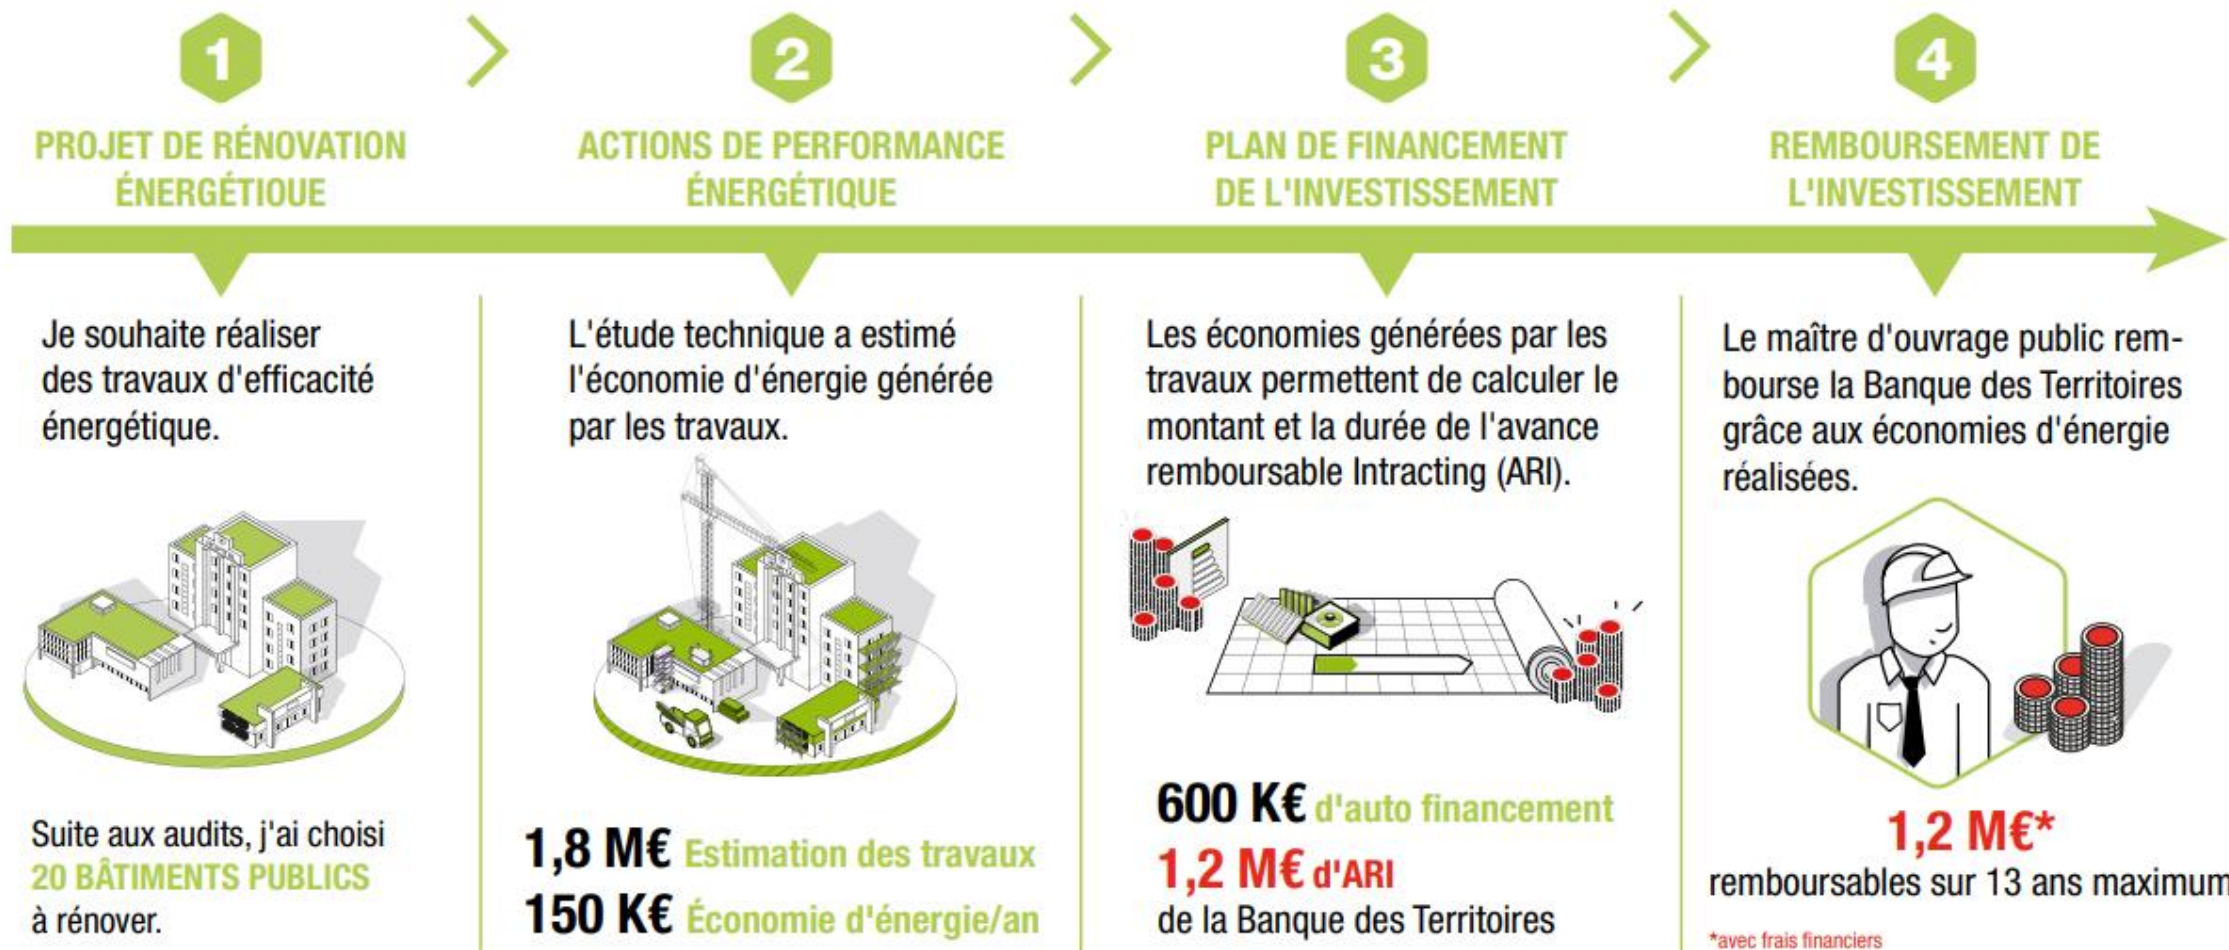 1
PROJET DE RÉNOVATION
ÉNERGÉTIOUE
Je souhaite réaliser
des travaux d'efficacité
énergétique.
Suite aux audits, j'ai choisi
20 BÂTIMENTS PUBLICS
à rénover.
2
ACTIONS DE PERFORMANCE
ÉNERGÉTIQUE
L'étude technique a estimé
l'économie d'énergie générée
par les travaux.
1,8 M€ Estimation des travaux
150 K€ Économie d'énergie/an
3
PLAN DE FINANCEMENT
DE L'INVESTISSEMENT
Les économies générées par les
travaux permettent de calculer le
montant et la durée de l'avance
remboursable Intracting (ARI).
600 K€ d'auto financement
1,2 M€ d'ARI
de la Banque des Territoires
4
REMBOURSEMENT DE
L'INVESTISSEMENT
Le maître d'ouvrage public rem-
bourse la Banque des Territoires
grâce aux économies d'énergie
réalisées.
1,2 M€*
remboursables sur 13 ans maximum
*avec frais financiers